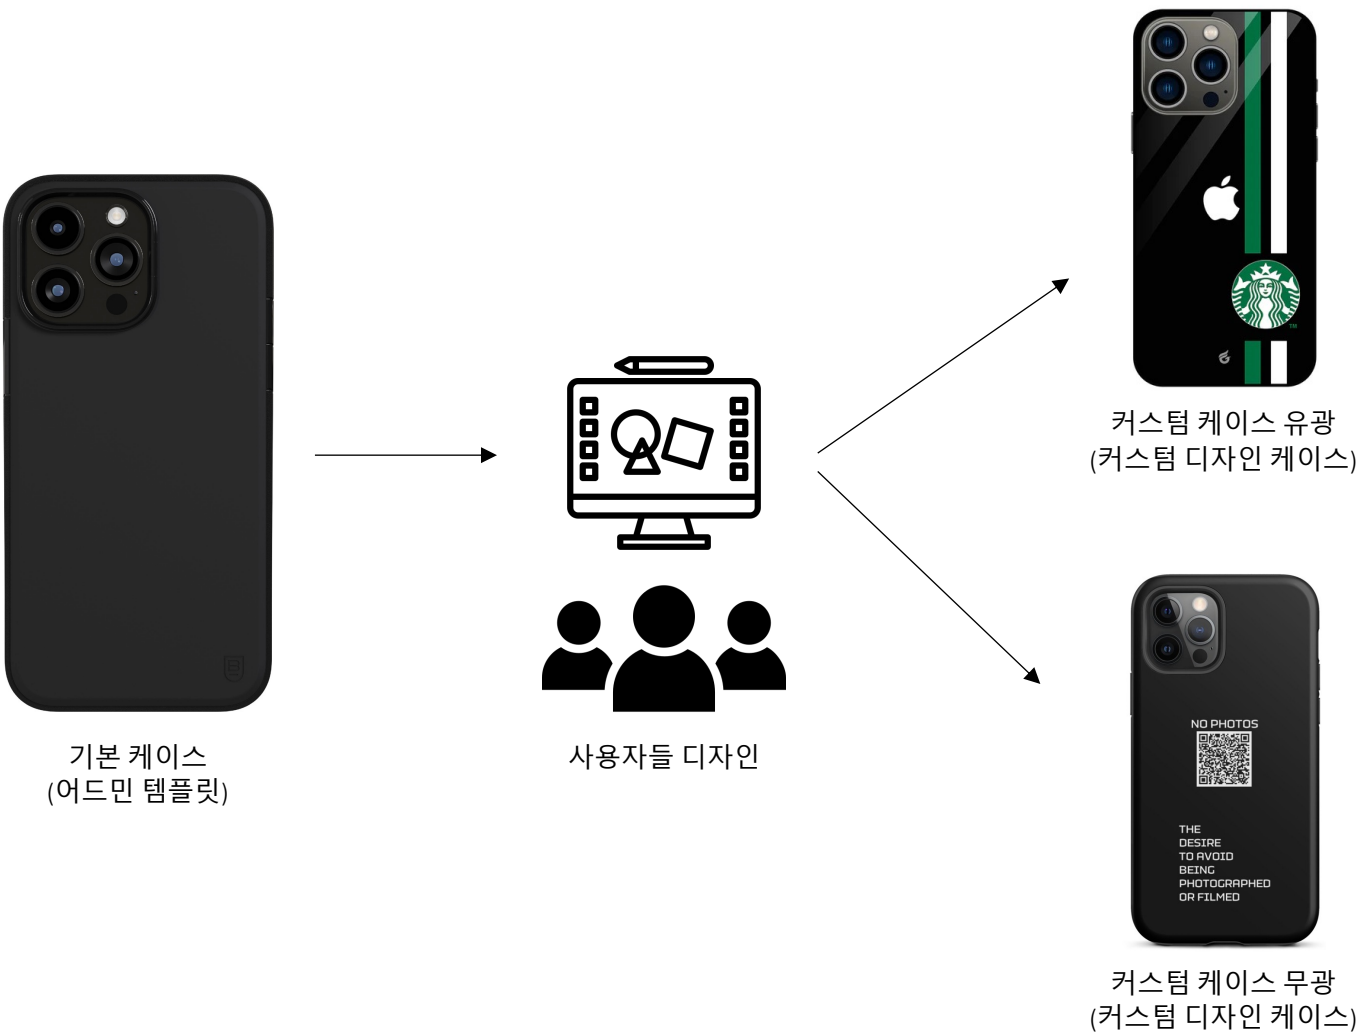 기본 케이스
(어드민 템플릿)
사용자들 디자인
TM
커스텀 케이스 유광
(커스텀 디자인 케이스)
NO PHOTOS
THE
DESIRE
TO AVOID
BEING
PHOTOGRAPHED
OR FILMED
커스텀 케이스 무광
(커스텀 디자인 케이스)